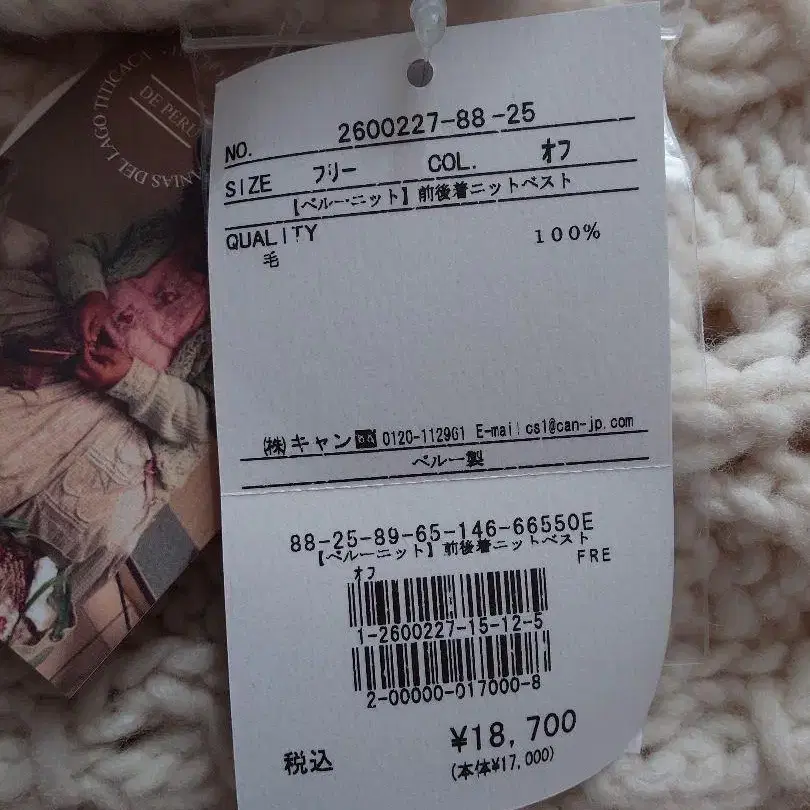 DE PERU
ANIAS DEL LAGO TITICACA
NO. 2600227-88-25
SIZE フリー COL. オフ
【ペルーニット】前後着ニットベスト
QUALITY
毛 100%
(株)キャン 0120-112961 E-mail cs1@can-jp.com
ペルー製
88-25-89-65-146-66550E
【ペルーニット】前後着ニットベスト
オフ FRE
1-2600227-15-12-5
2-00000-017000-8
¥18,700
税込 (本体¥17,000)